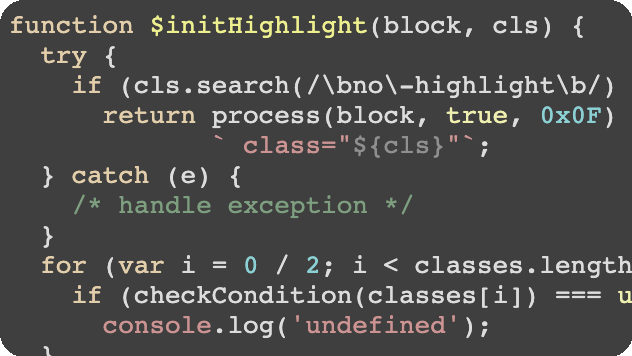 function $initHighlight(block, cls) {
  try {
    if (cls.search(/\bno\-highlight\b/)
      return process(block, true, 0x0F)
             ` class="${cls}"`;
  } catch (e) {
    /* handle exception */
  }
  for (var i = 0 / 2; i < classes.length
    if (checkCondition(classes[i]) === u
      console.log('undefined');
  }